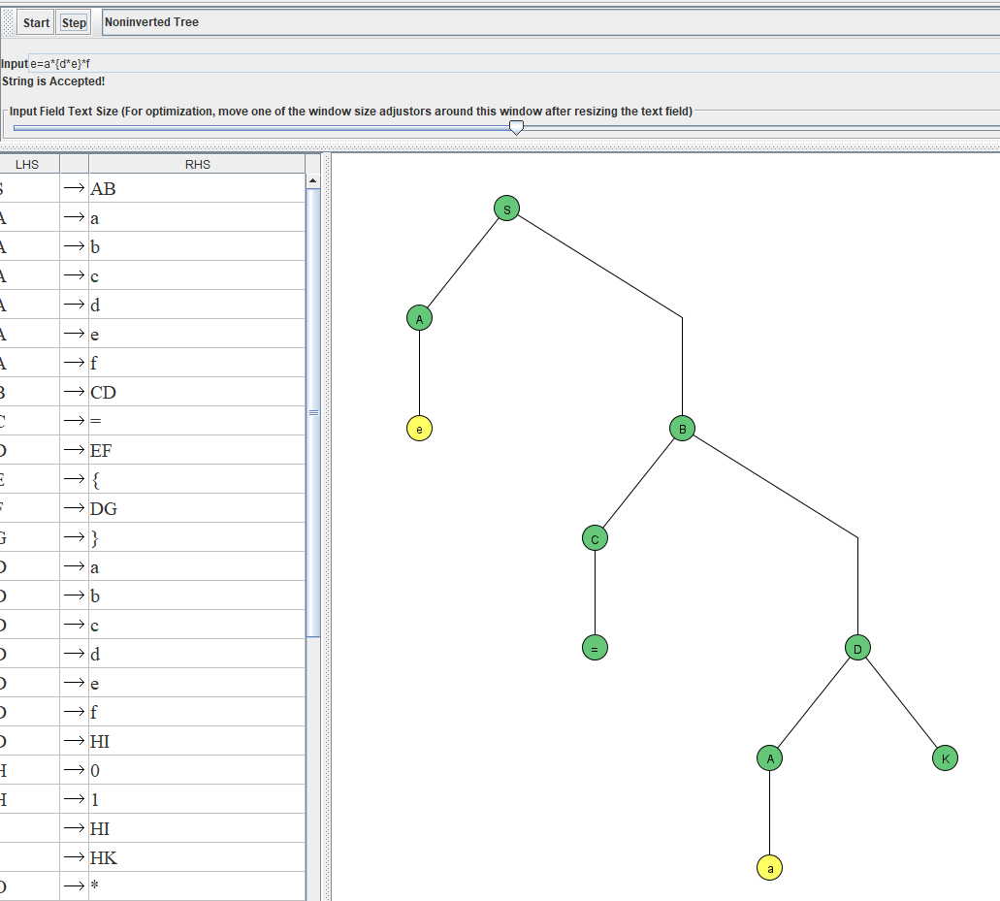 Start Step Noninverted Tree
Input e=a*{d*e}*f
String is Accepted!
Input Field Text Size (For optimization, move one of the window size adjustors around this window after resizing the text field)
LHS RHS
S → AB
A → a
A → b
A → c
A → d
A → e
A → f
B → CD
C → =
D → EF
E → {
F → DG
G → }
D → a
D → b
D → c
D → d
D → e
D → f
D → HI
H → 0
H → 1
→ HI
→ HK
→ *
S
A
e
B
C
=
D
A
K
a